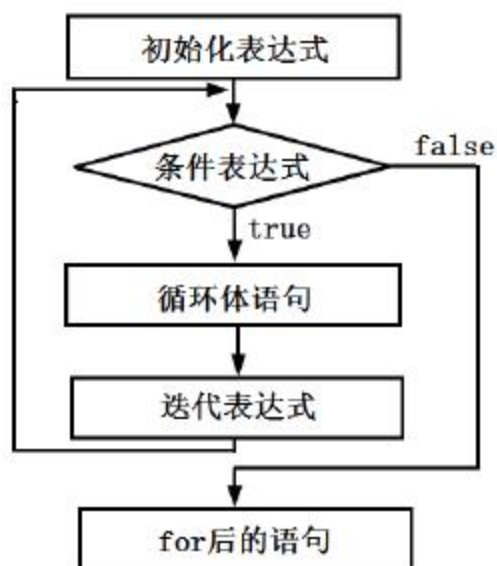 初始化表达式
条件表达式
false
true
循环体语句
迭代表达式
for后的语句